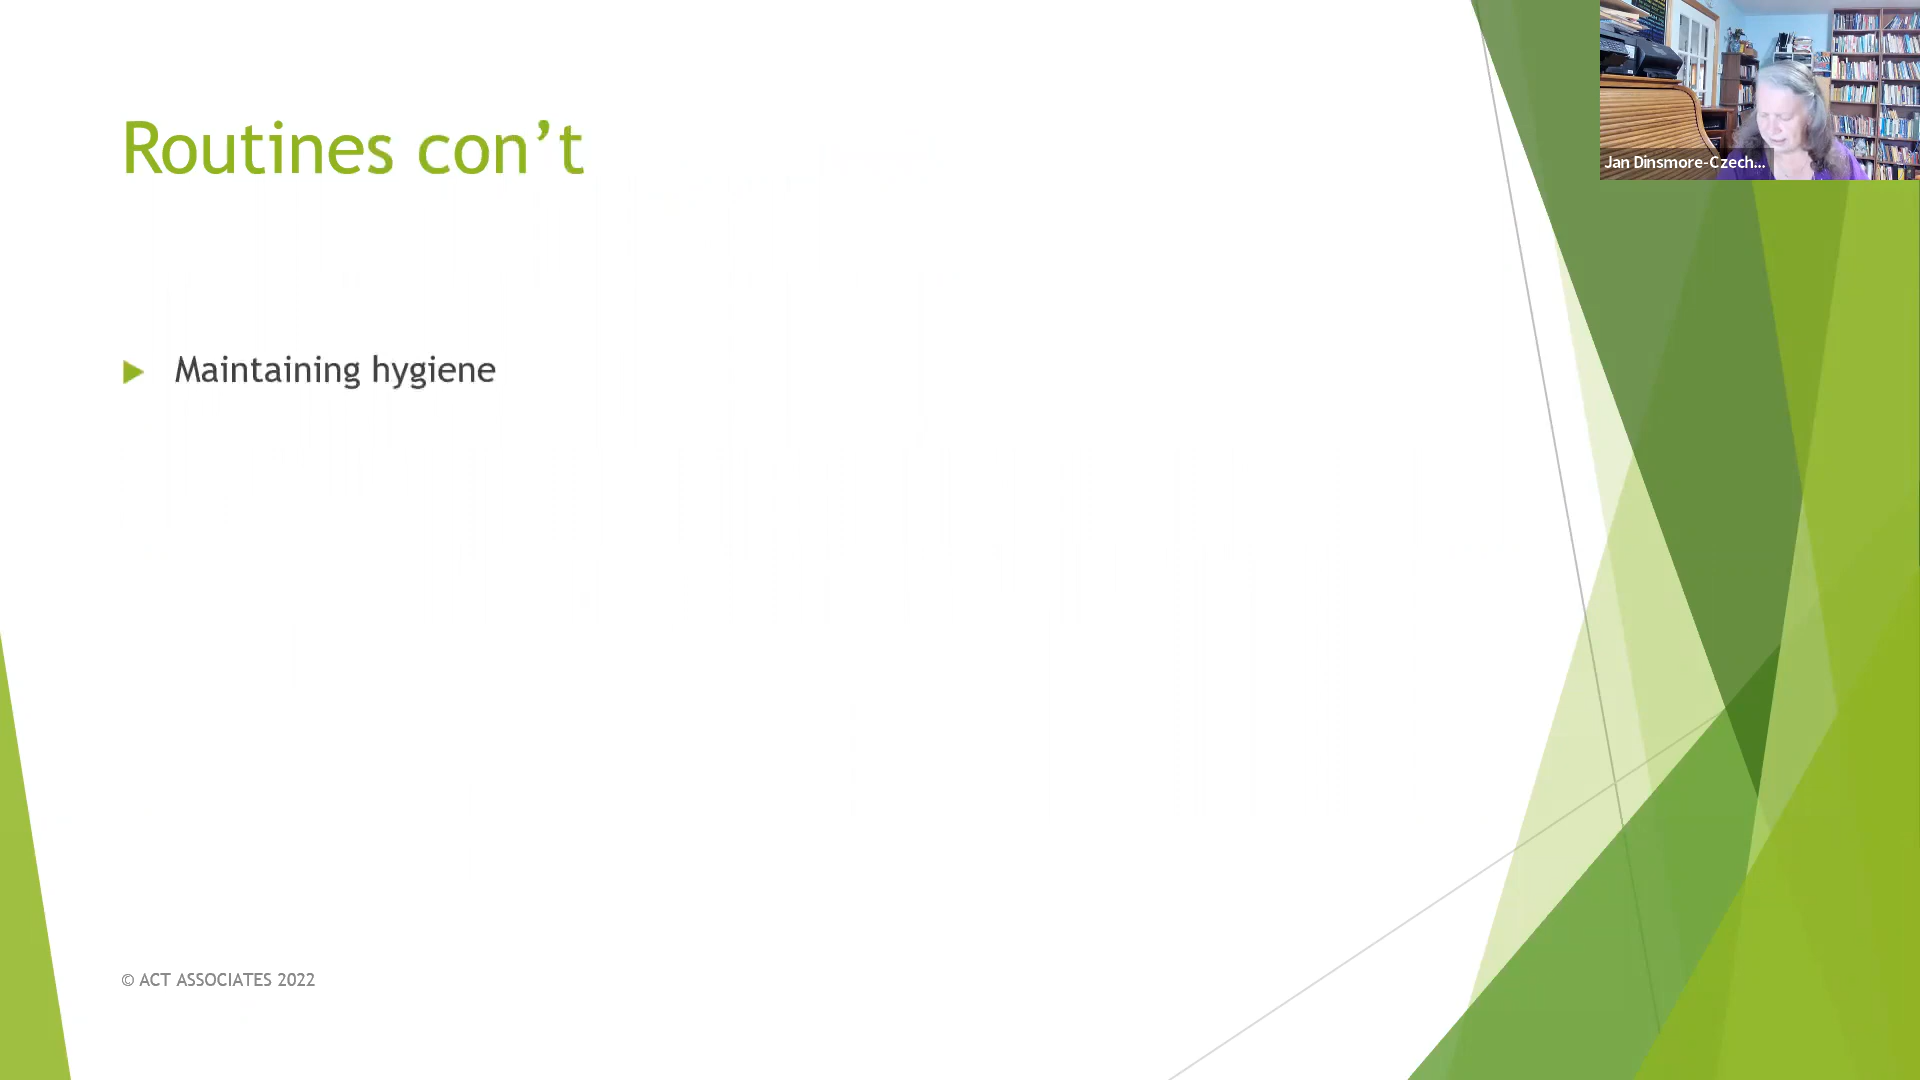 Routines con’t
Jan Dinsmore-Czech...
Maintaining hygiene
© ACT ASSOCIATES 2022